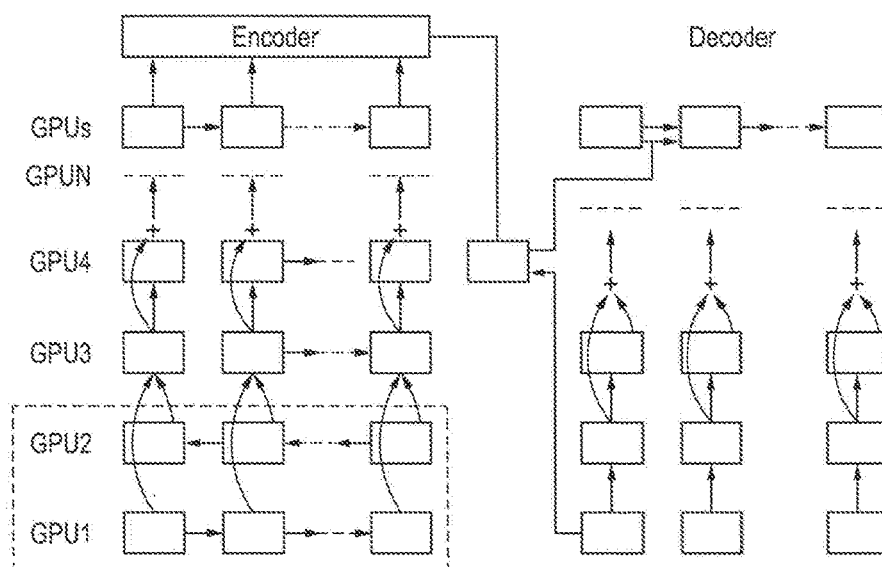 Encoder
Decoder
GPUs
GPUN
GPU4
GPU3
GPU2
GPU1